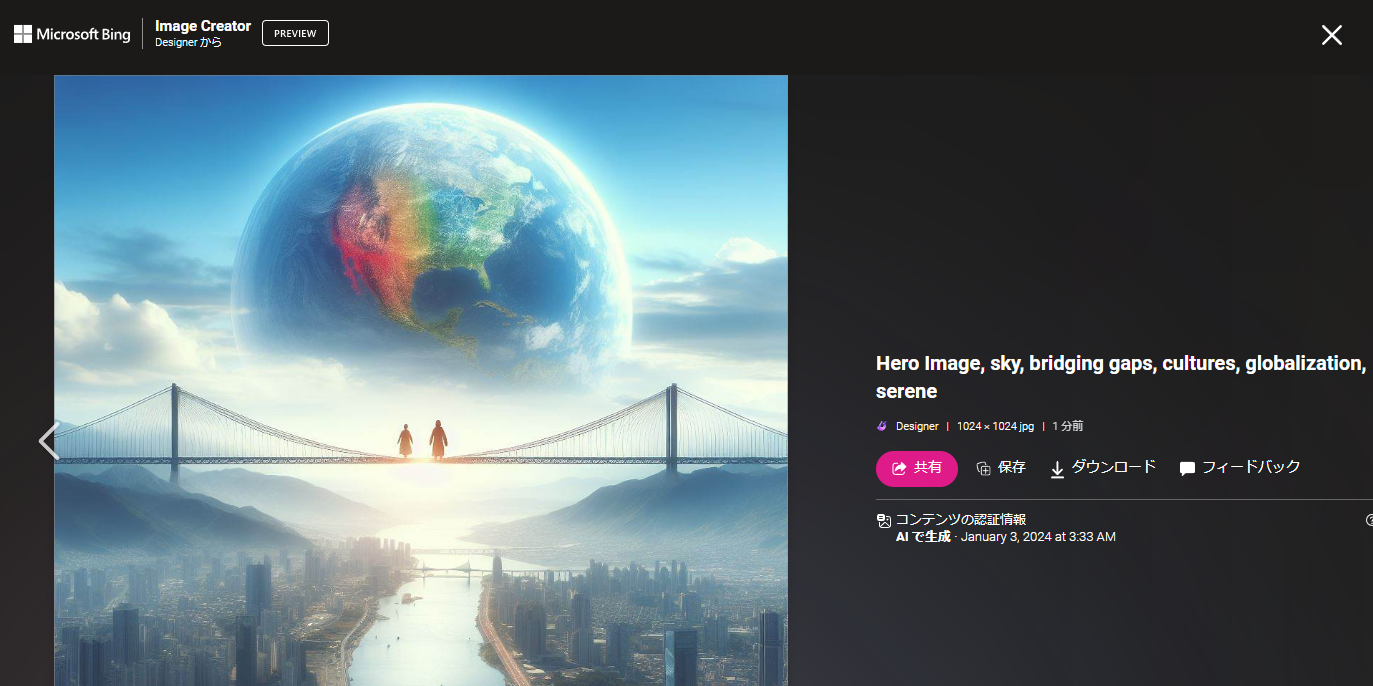 Microsoft Bing
Image Creator
Designer から
PREVIEW
Hero Image, sky, bridging gaps, cultures, globalization,
serene
Designer | 1024 × 1024 jpg | 1 分前
共有 保存 ダウンロード フィードバック
コンテンツの認証情報
AI で生成 · January 3, 2024 at 3:33 AM